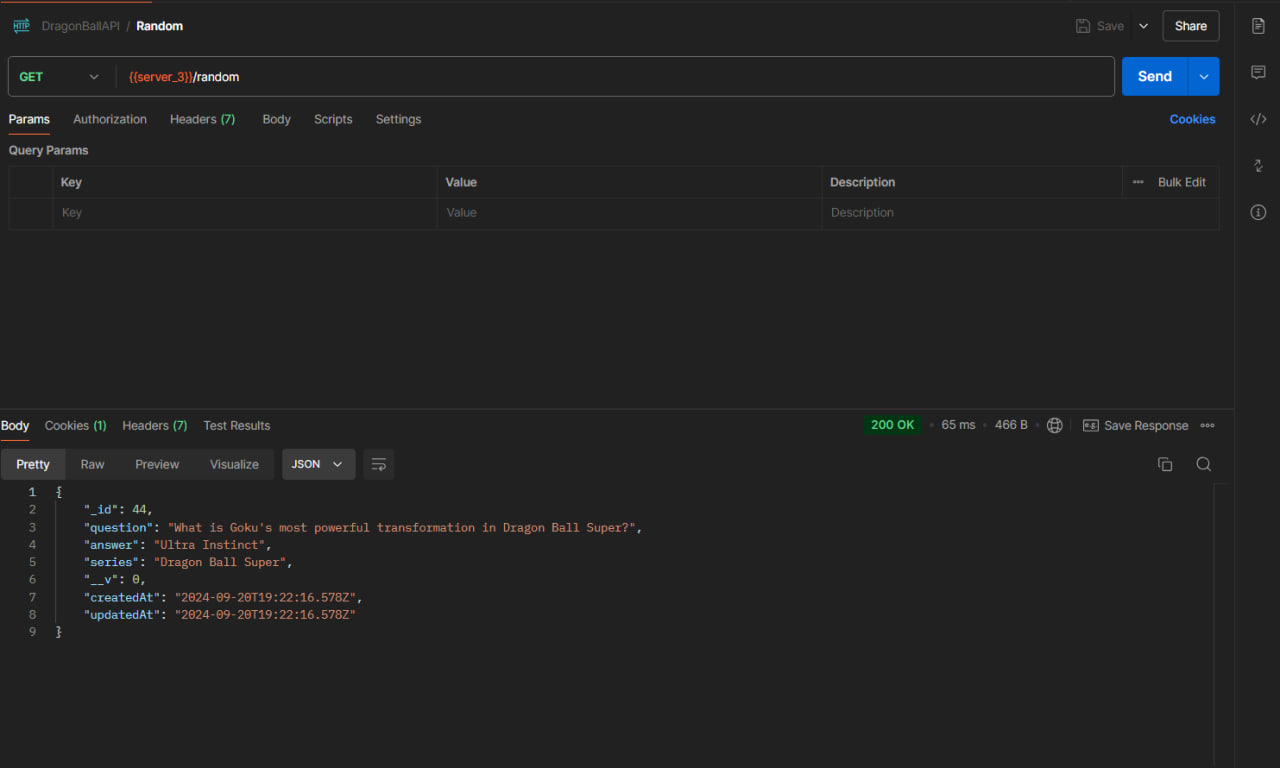 HTTP DragonBallAPI / Random Save Share
GET {{server_3}}/random Send
Params Authorization Headers (7) Body Scripts Settings Cookies
Query Params
Key Value Description Bulk Edit
Key Value Description
Body Cookies (1) Headers (7) Test Results 200 OK 65 ms 466 B Save Response
Pretty Raw Preview Visualize JSON
1 {
2 "_id": 44,
3 "question": "What is Goku's most powerful transformation in Dragon Ball Super?",
4 "answer": "Ultra Instinct",
5 "series": "Dragon Ball Super",
6 "__v": 0,
7 "createdAt": "2024-09-20T19:22:16.578Z",
8 "updatedAt": "2024-09-20T19:22:16.578Z"
9 }